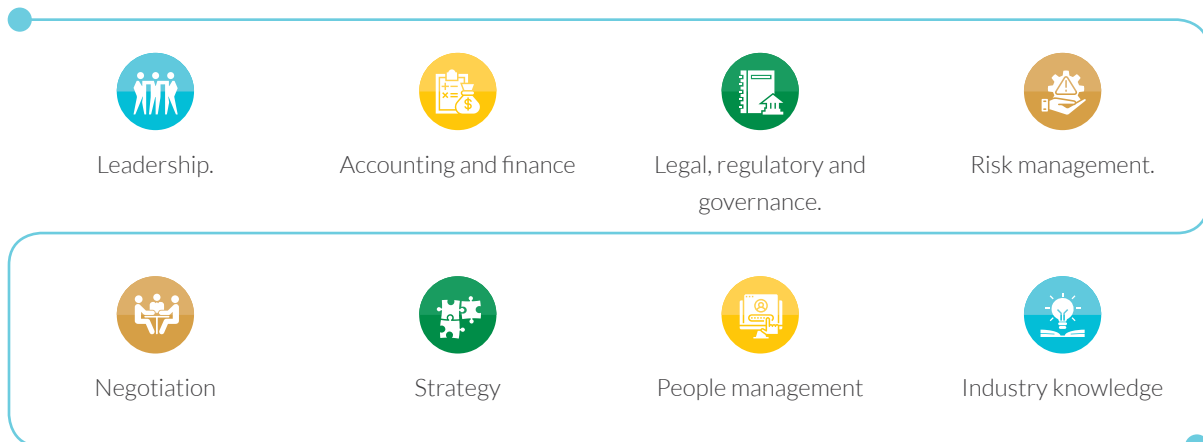 Leadership.
Accounting and finance
Legal, regulatory and
governance.
Risk management.
Negotiation
Strategy
People management
Industry knowledge